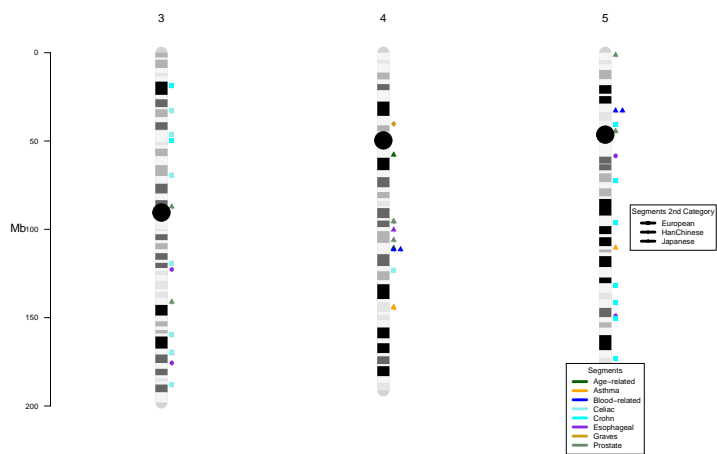 3 4 5
0
50
Mb
100
150
200
Segments 2nd Category
European
HanChinese
Japanese
Segments
Age-related
Asthma
Blood-related
Celiac
Crohn
Esophageal
Graves
Prostate